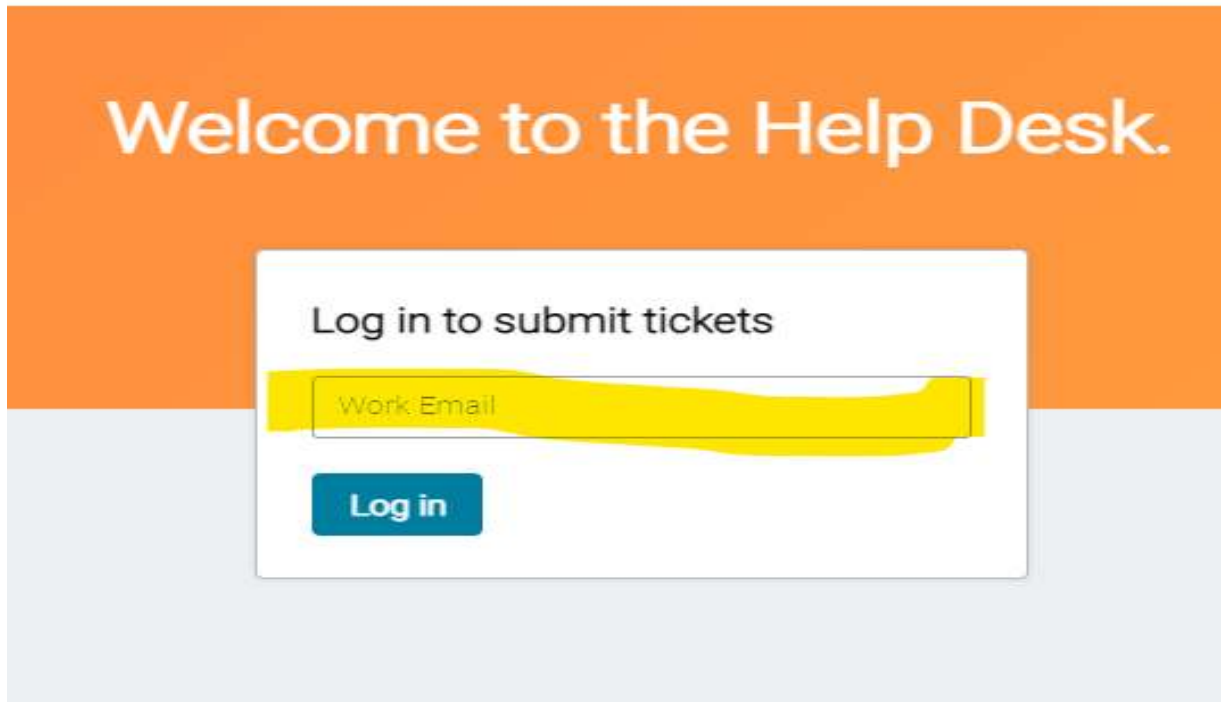 Welcome to the Help Desk.
Log in to submit tickets
Work Email
Log in